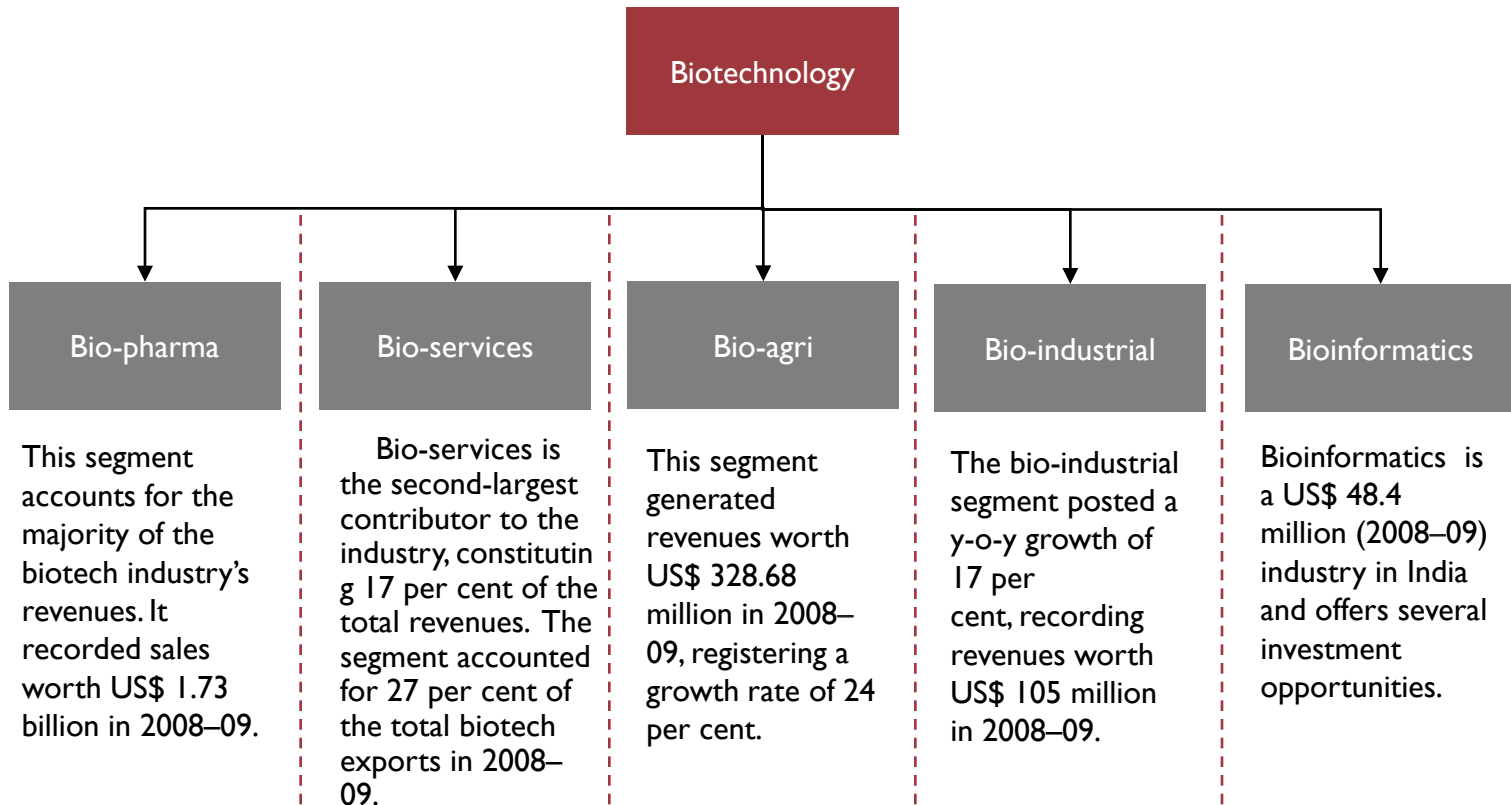 Biotechnology
Bio-pharma
Bio-services
Bio-agri
Bio-industrial
Bioinformatics
This segment
accounts for the
majority of the
biotech industry’s
revenues. It
recorded sales
worth US$ 1.73
billion in 2008–09.
Bio-services is
the second-largest
contributor to the
industry, constitutin
g 17 per cent of the
total revenues. The
segment accounted
for 27 per cent of
the total biotech
exports in 2008–
09.
This segment
generated
revenues worth
US$ 328.68
million in 2008–
09, registering a
growth rate of 24
per cent.
The bio-industrial
segment posted a
y-o-y growth of
17 per
cent, recording
revenues worth
US$ 105 million
in 2008–09.
Bioinformatics is
a US$ 48.4
million (2008–09)
industry in India
and offers several
investment
opportunities.